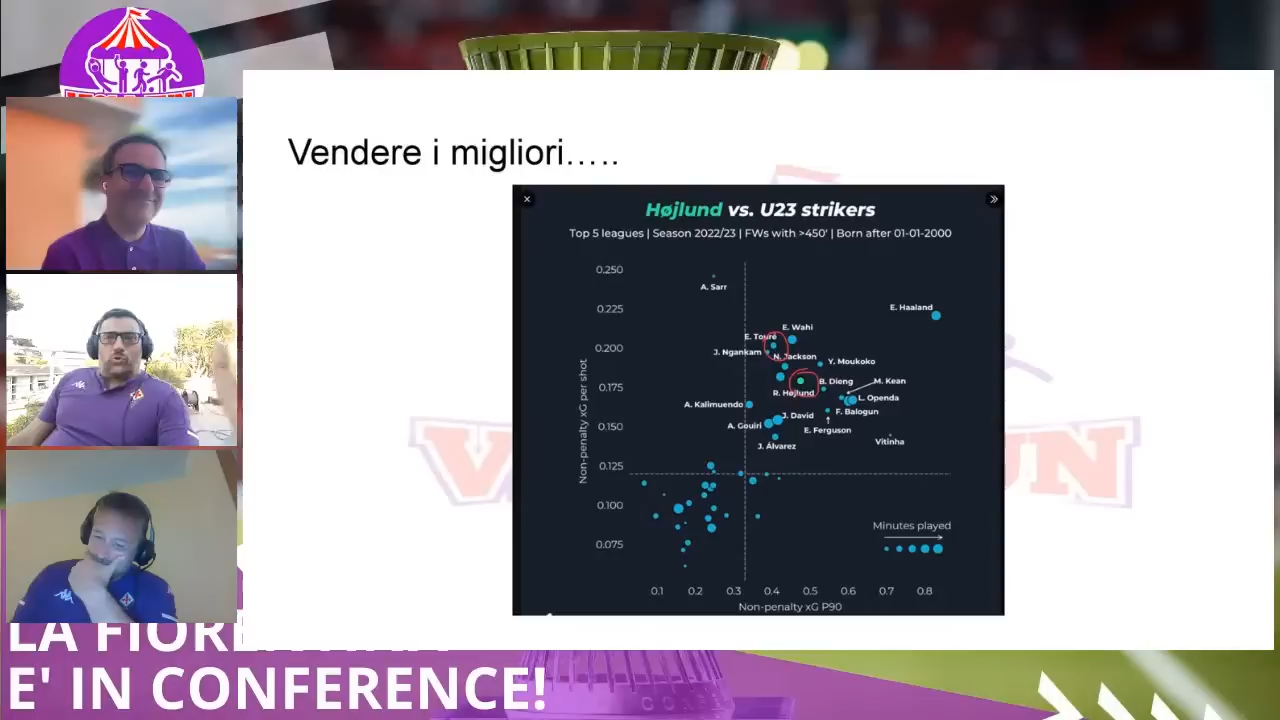 Vendere i migliori…..
Højlund vs. U23 strikers
Top 5 leagues | Season 2022/23 | FWs with >450' | Born after 01-01-2000
0.250
A. Sarr
0.225
E. Haaland
E. Wahi
E. Touré
0.200
J. Ngankam
N. Jackson
Y. Moukoko
0.175
B. Dieng
M. Kean
R. Højlund
L. Openda
A. Kalimuendo
F. Balogun
J. David
0.150
A. Gouiri
E. Ferguson
J. Álvarez
Vitinha
0.125
0.100
0.075
Non-penalty xG per shot
Minutes played
0.1 0.2 0.3 0.4 0.5 0.6 0.7 0.8
Non-penalty xG P90
E' IN CONFERENCE!